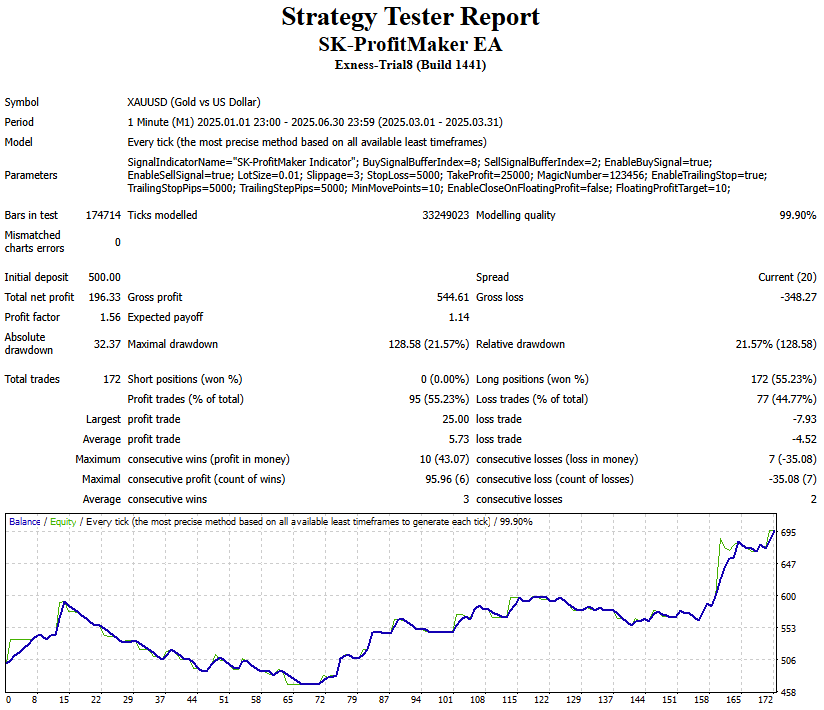 Strategy Tester Report
SK-ProfitMaker EA
Exness-Trial8 (Build 1441)
Symbol XAUUSD (Gold vs US Dollar)
Period 1 Minute (M1) 2025.01.01 23:00 - 2025.06.30 23:59 (2025.03.01 - 2025.03.31)
Model Every tick (the most precise method based on all available least timeframes)
Parameters SignalIndicatorName="SK-ProfitMaker Indicator"; BuySignalBufferIndex=8; SellSignalBufferIndex=2; EnableBuySignal=true;
EnableSellSignal=true; LotSize=0.01; Slippage=3; StopLoss=5000; TakeProfit=25000; MagicNumber=123456; EnableTrailingStop=true;
TrailingStopPips=5000; TrailingStepPips=5000; MinMovePoints=10; EnableCloseOnFloatingProfit=false; FloatingProfitTarget=10;
Bars in test 174714 Ticks modelled 33249023 Modelling quality 99.90%
Mismatched
charts errors 0
Initial deposit 500.00 Spread Current (20)
Total net profit 196.33 Gross profit 544.61 Gross loss -348.27
Profit factor 1.56 Expected payoff 1.14
Absolute
drawdown 32.37 Maximal drawdown 128.58 (21.57%) Relative drawdown 21.57% (128.58)
Total trades 172 Short positions (won %) 0 (0.00%) Long positions (won %) 172 (55.23%)
Profit trades (% of total) 95 (55.23%) Loss trades (% of total) 77 (44.77%)
Largest profit trade 25.00 loss trade -7.93
Average profit trade 5.73 loss trade -4.52
Maximum consecutive wins (profit in money) 10 (43.07) consecutive losses (loss in money) 7 (-35.08)
Maximal consecutive profit (count of wins) 95.96 (6) consecutive loss (count of losses) -35.08 (7)
Average consecutive wins 3 consecutive losses 2
Balance / Equity / Every tick (the most precise method based on all available least timeframes to generate each tick) / 99.90%
695
647
600
553
506
458
0 8 15 22 29 37 44 51 58 65 72 79 87 94 101 108 115 122 129 137 144 151 158 165 172